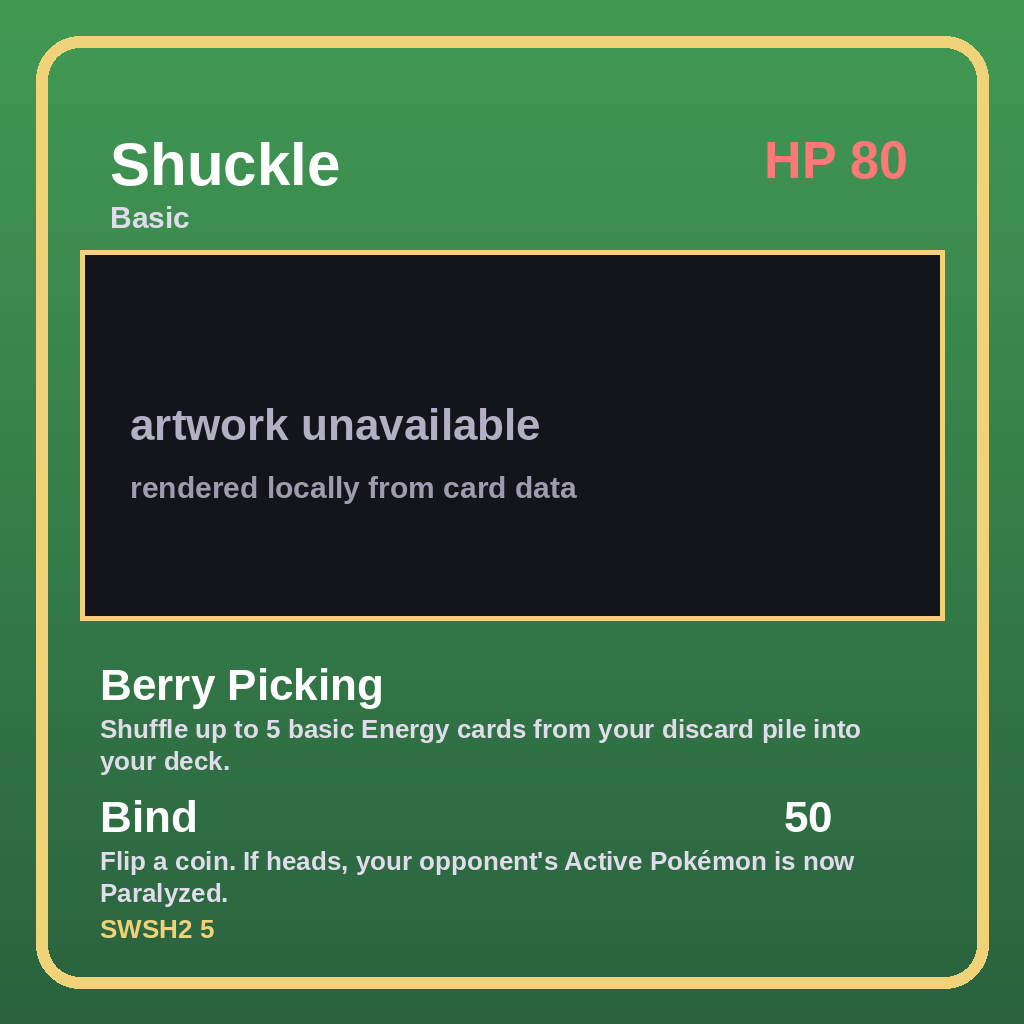 Shuckle
HP 80
Basic
artwork unavailable
rendered locally from card data
Berry Picking
Shuffle up to 5 basic Energy cards from your discard pile into
your deck.
Bind 50
Flip a coin. If heads, your opponent's Active Pokémon is now
Paralyzed.
SWSH2 5